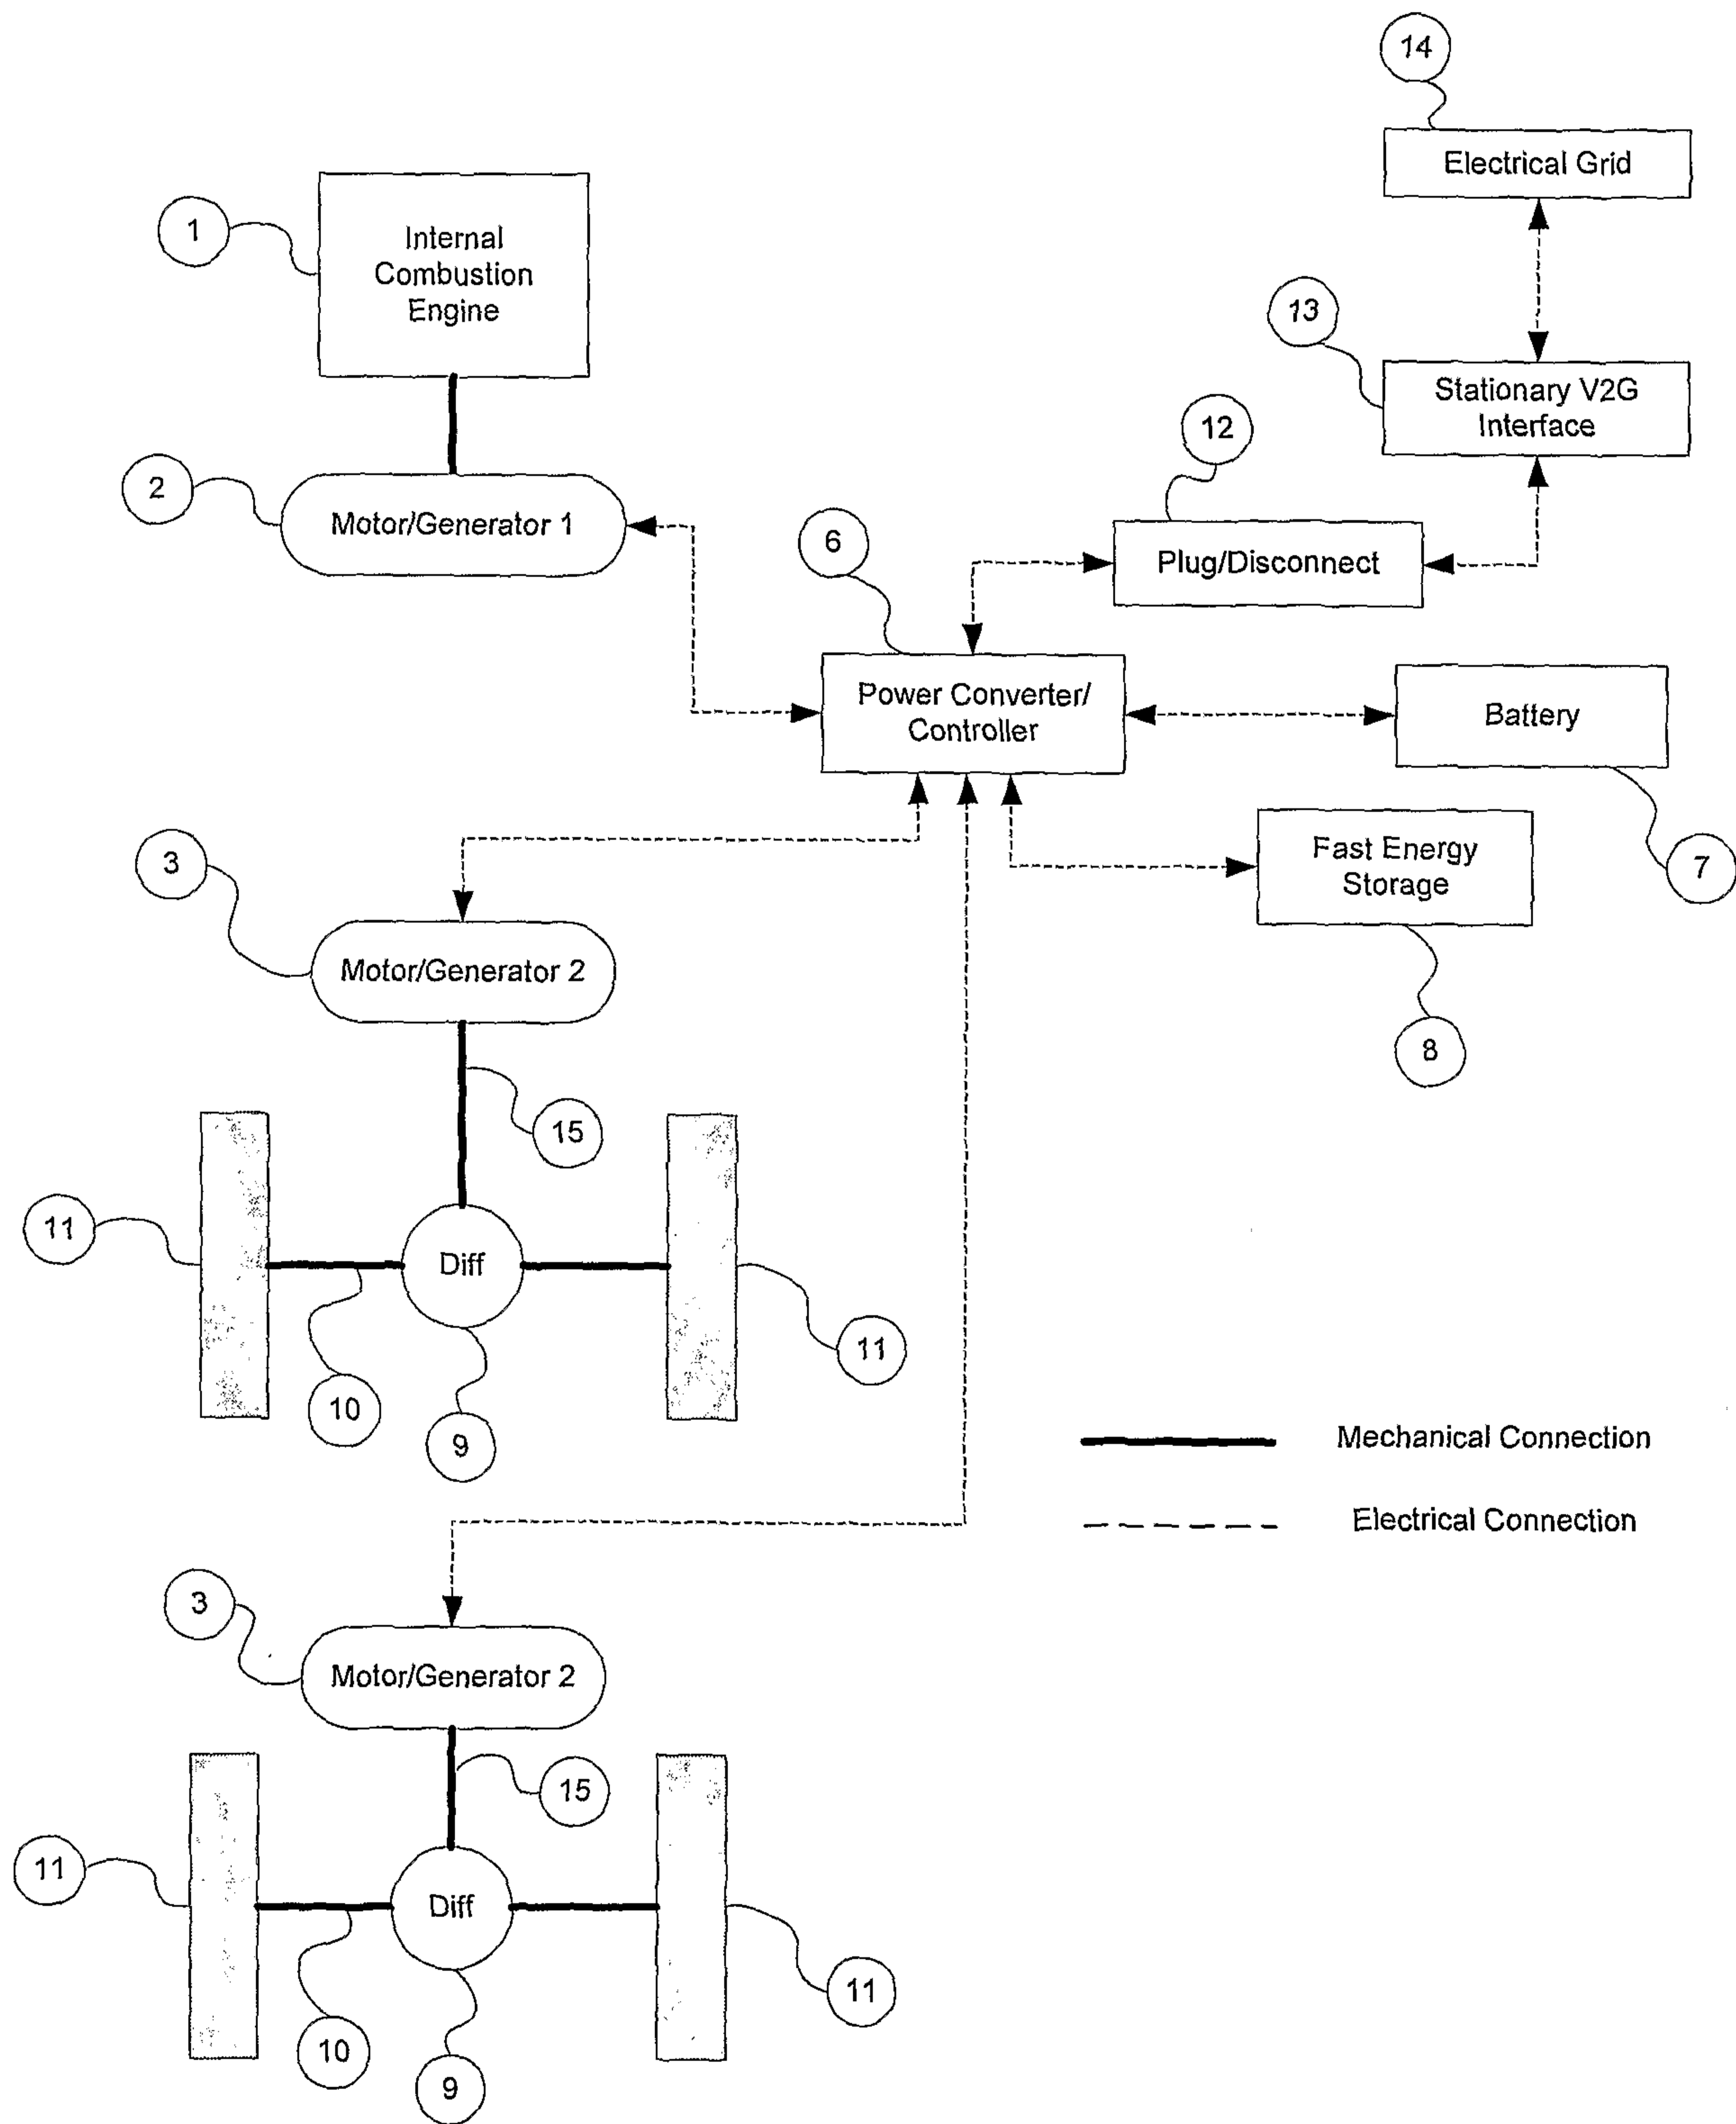 14
Electrical Grid
1
Internal
Combustion
Engine
13
Stationary V2G
Interface
12
2
Motor/Generator 1
6
Plug/Disconnect
Power Converter/
Controller
Battery
7
3
Fast Energy
Storage
8
Motor/Generator 2
15
11
Diff
11
10
9
Mechanical Connection
Electrical Connection
3
Motor/Generator 2
15
11
Diff
11
10
9